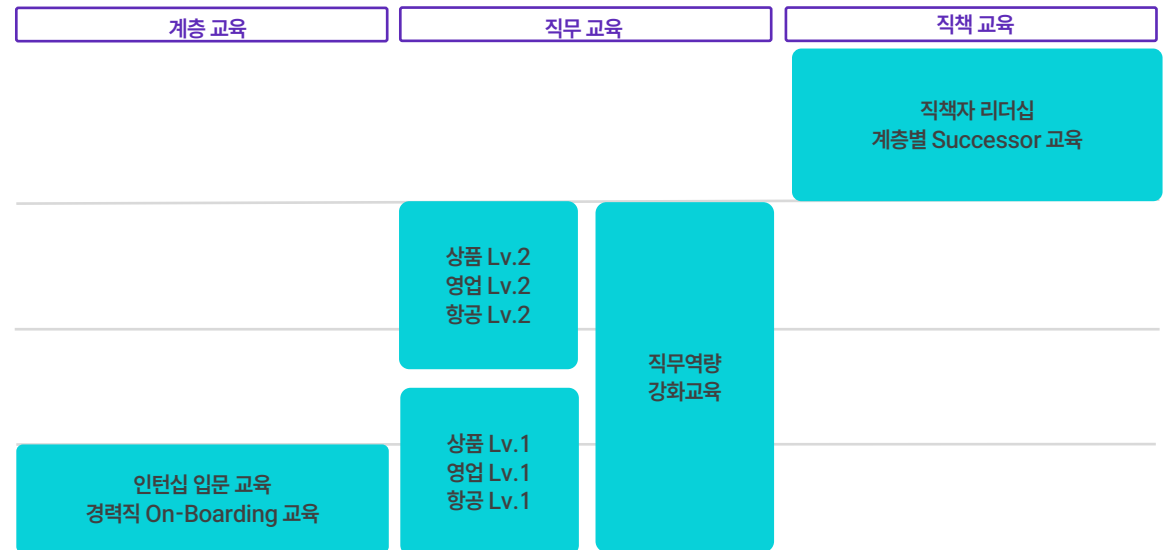 계층 교육
직무 교육
직책 교육
직책자 리더십
계층별 Successor 교육
상품 Lv.2
영업 Lv.2
항공 Lv.2
직무역량
강화교육
상품 Lv.1
영업 Lv.1
항공 Lv.1
인턴십 입문 교육
경력직 On-Boarding 교육